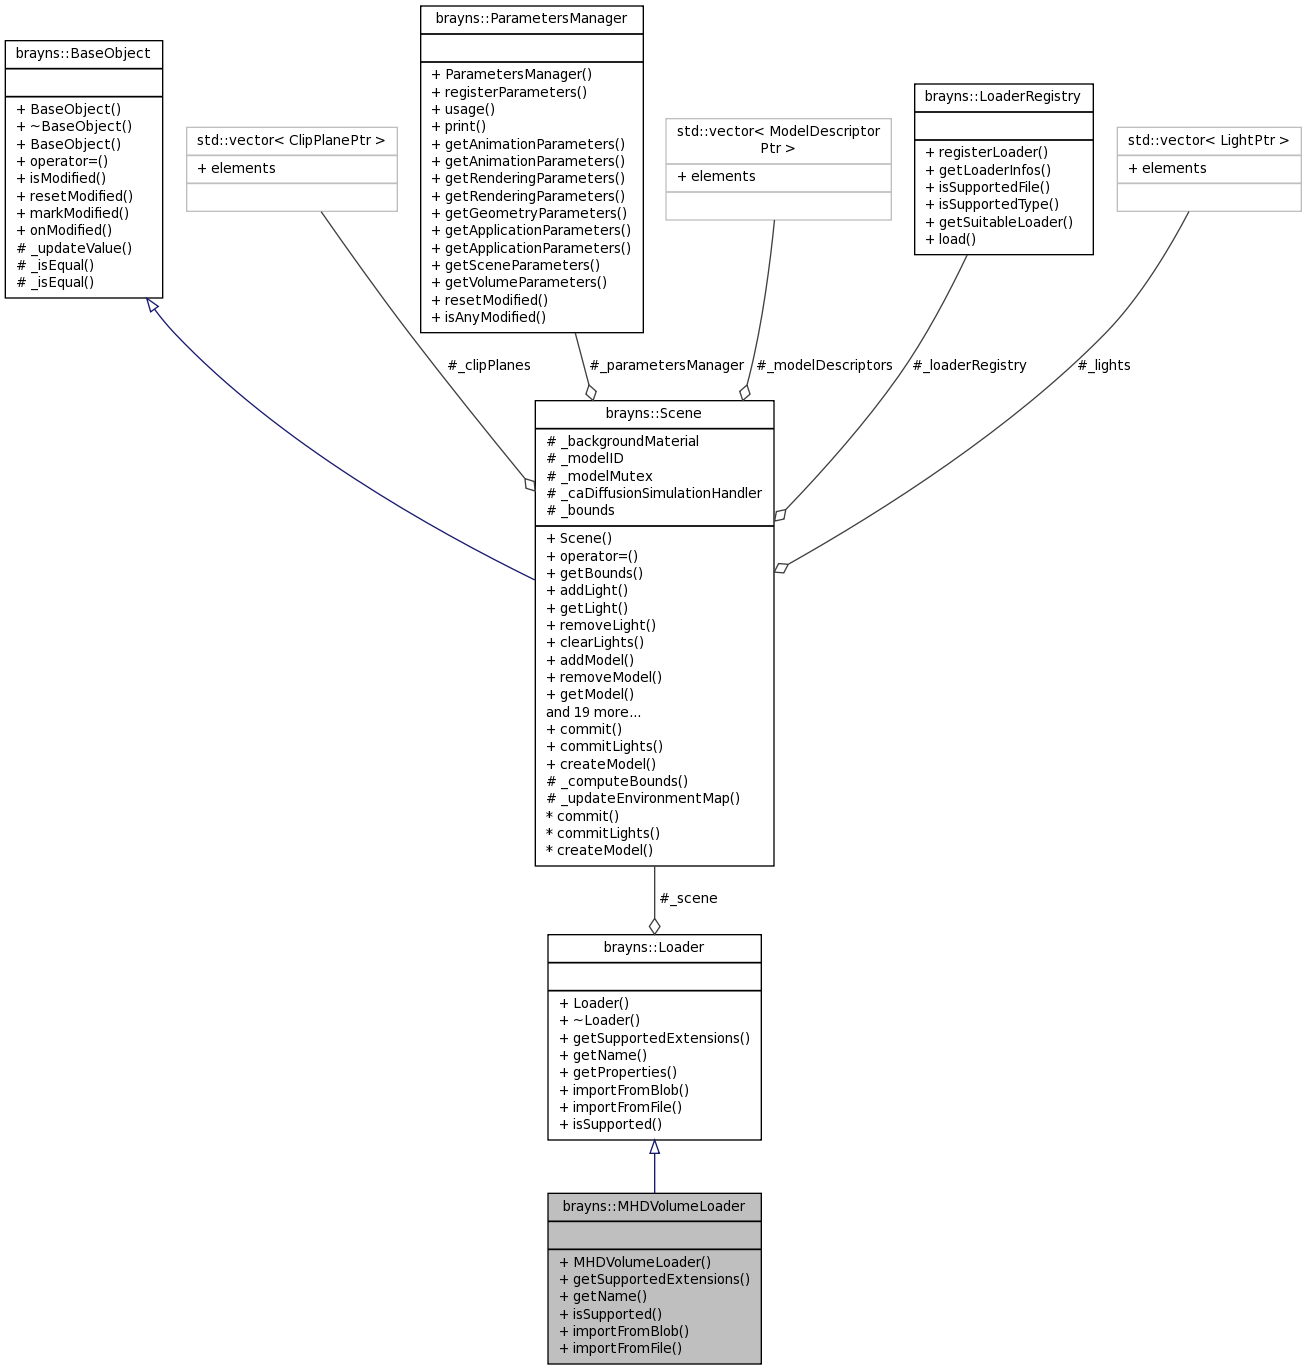 brayns::BaseObject
+ BaseObject()
+ ~BaseObject()
+ BaseObject()
+ operator=()
+ isModified()
+ resetModified()
+ markModified()
+ onModified()
# _updateValue()
# _isEqual()
# _isEqual()
std::vector< ClipPlanePtr >
+ elements
brayns::ParametersManager
+ ParametersManager()
+ registerParameters()
+ usage()
+ print()
+ getAnimationParameters()
+ getAnimationParameters()
+ getRenderingParameters()
+ getRenderingParameters()
+ getGeometryParameters()
+ getApplicationParameters()
+ getApplicationParameters()
+ getSceneParameters()
+ getVolumeParameters()
+ resetModified()
+ isAnyModified()
std::vector< ModelDescriptor
Ptr >
+ elements
brayns::LoaderRegistry
+ registerLoader()
+ getLoaderInfos()
+ isSupportedFile()
+ isSupportedType()
+ getSuitableLoader()
+ load()
std::vector< LightPtr >
+ elements
#_clipPlanes
#_parametersManager
#_modelDescriptors
#_loaderRegistry
#_lights
brayns::Scene
# _backgroundMaterial
# _modelID
# _modelMutex
# _caDiffusionSimulationHandler
# _bounds
+ Scene()
+ operator=()
+ getBounds()
+ addLight()
+ getLight()
+ removeLight()
+ clearLights()
+ addModel()
+ removeModel()
+ getModel()
and 19 more...
+ commit()
+ commitLights()
+ createModel()
# _computeBounds()
# _updateEnvironmentMap()
* commit()
* commitLights()
* createModel()
#_scene
brayns::Loader
+ Loader()
+ ~Loader()
+ getSupportedExtensions()
+ getName()
+ getProperties()
+ importFromBlob()
+ importFromFile()
+ isSupported()
brayns::MHDVolumeLoader
+ MHDVolumeLoader()
+ getSupportedExtensions()
+ getName()
+ isSupported()
+ importFromBlob()
+ importFromFile()